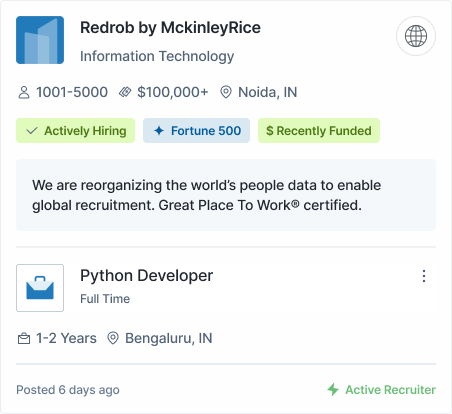 Redrob by MckinleyRice
Information Technology
1001-5000 $100,000+ Noida, IN
Actively Hiring Fortune 500 $ Recently Funded
We are reorganizing the world's people data to enable
global recruitment. Great Place To Work® certified.
Python Developer
Full Time
1-2 Years Bengaluru, IN
Posted 6 days ago Active Recruiter